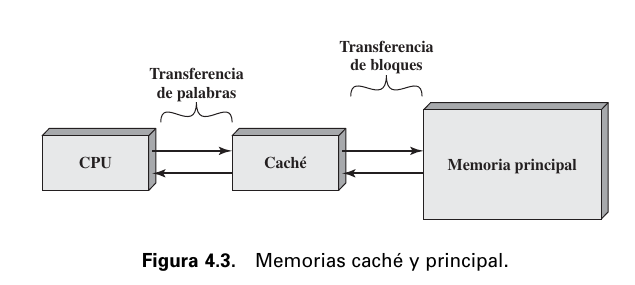 Transferencia
de bloques
Transferencia
de palabras
CPU
Caché
Memoria principal
Figura 4.3. Memorias caché y principal.